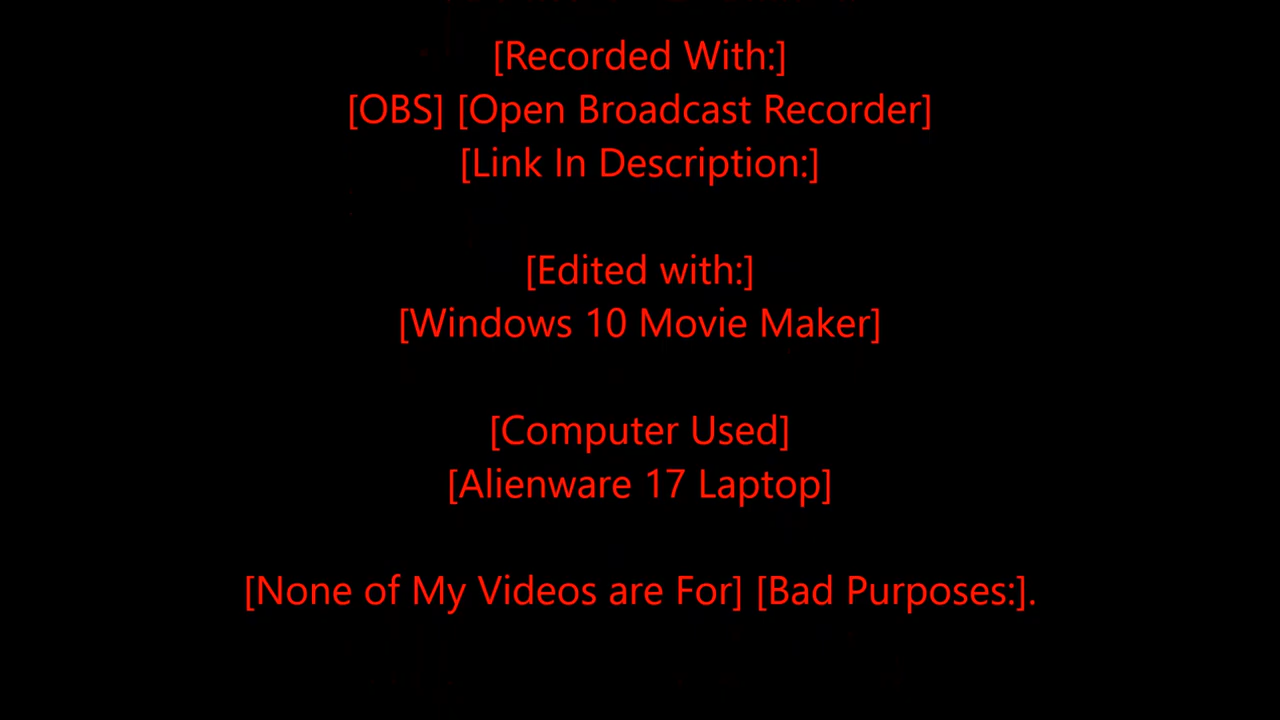 [Recorded With:]
[OBS] [Open Broadcast Recorder]
[Link In Description:]
[Edited with:]
[Windows 10 Movie Maker]
[Computer Used]
[Alienware 17 Laptop]
[None of My Videos are For] [Bad Purposes:].